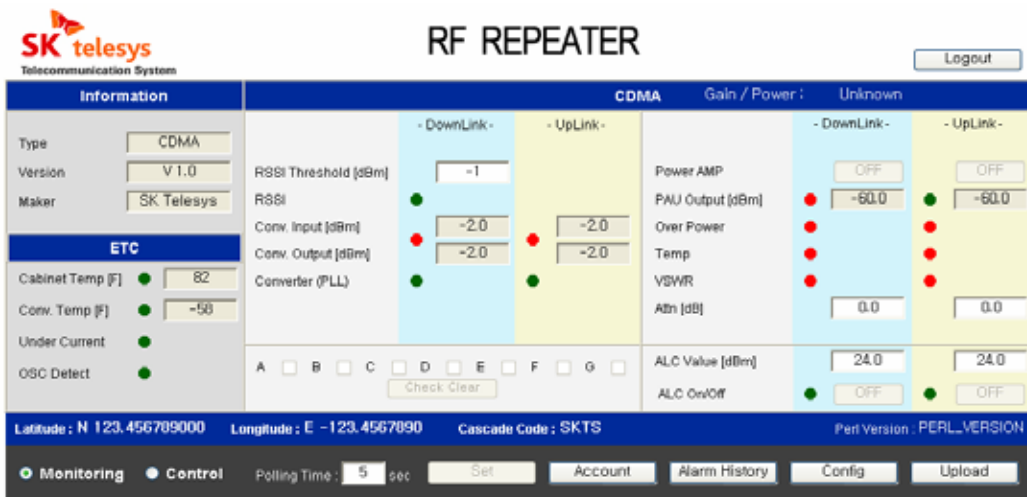 SK telesys
Telecommunication System
RF REPEATER
Logout
Information
CDMA Gain / Power : Unknown
Type CDMA
Version V 1.0
Maker SK Telesys
ETC
Cabinet Temp [F] 82
Conv. Temp [F] -58
Under Current
OSC Detect
- DownLink - - UpLink -
RSSI Threshold [dBm] -1
RSSI
Conv. Input [dBm] -2.0 -2.0
Conv. Output [dBm] -2.0 -2.0
Converter (PLL)
A B C D E F G
Check Clear
- DownLink - - UpLink -
Power AMP OFF OFF
PAU Output [dBm] -60.0 -60.0
Over Power
Temp
VSWR
Attn [dB] 0.0 0.0
ALC Value [dBm] 24.0 24.0
ALC On/Off OFF OFF
Latitude : N 123.456789000 Longitude : E -123.4567890 Cascade Code : SKTS Perl Version : PERL_VERSION
Monitoring Control Polling Time : 5 sec Set Account Alarm History Config Upload